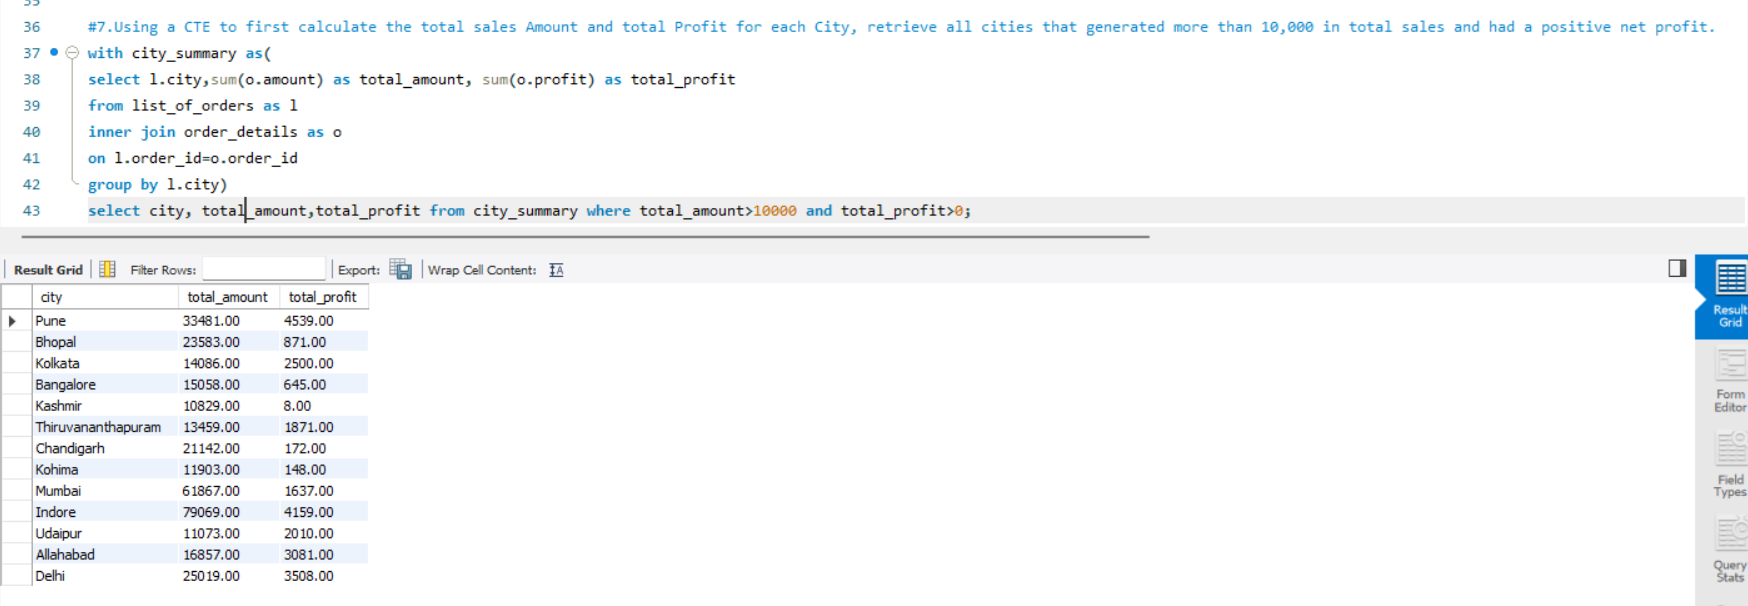 35
36 #7.Using a CTE to first calculate the total sales Amount and total Profit for each City, retrieve all cities that generated more than 10,000 in total sales and had a positive net profit.
37 with city_summary as(
38 select l.city,sum(o.amount) as total_amount, sum(o.profit) as total_profit
39 from list_of_orders as l
40 inner join order_details as o
41 on l.order_id=o.order_id
42 group by l.city)
43 select city, total_amount,total_profit from city_summary where total_amount>10000 and total_profit>0;
Result Grid Filter Rows: Export: Wrap Cell Content: IA
city total_amount total_profit
Pune 33481.00 4539.00
Bhopal 23583.00 871.00
Kolkata 14086.00 2500.00
Bangalore 15058.00 645.00
Kashmir 10829.00 8.00
Thiruvananthapuram 13459.00 1871.00
Chandigarh 21142.00 172.00
Kohima 11903.00 148.00
Mumbai 61867.00 1637.00
Indore 79069.00 4159.00
Udaipur 11073.00 2010.00
Allahabad 16857.00 3081.00
Delhi 25019.00 3508.00
Result
Grid
Form
Editor
Field
Types
Query
Stats